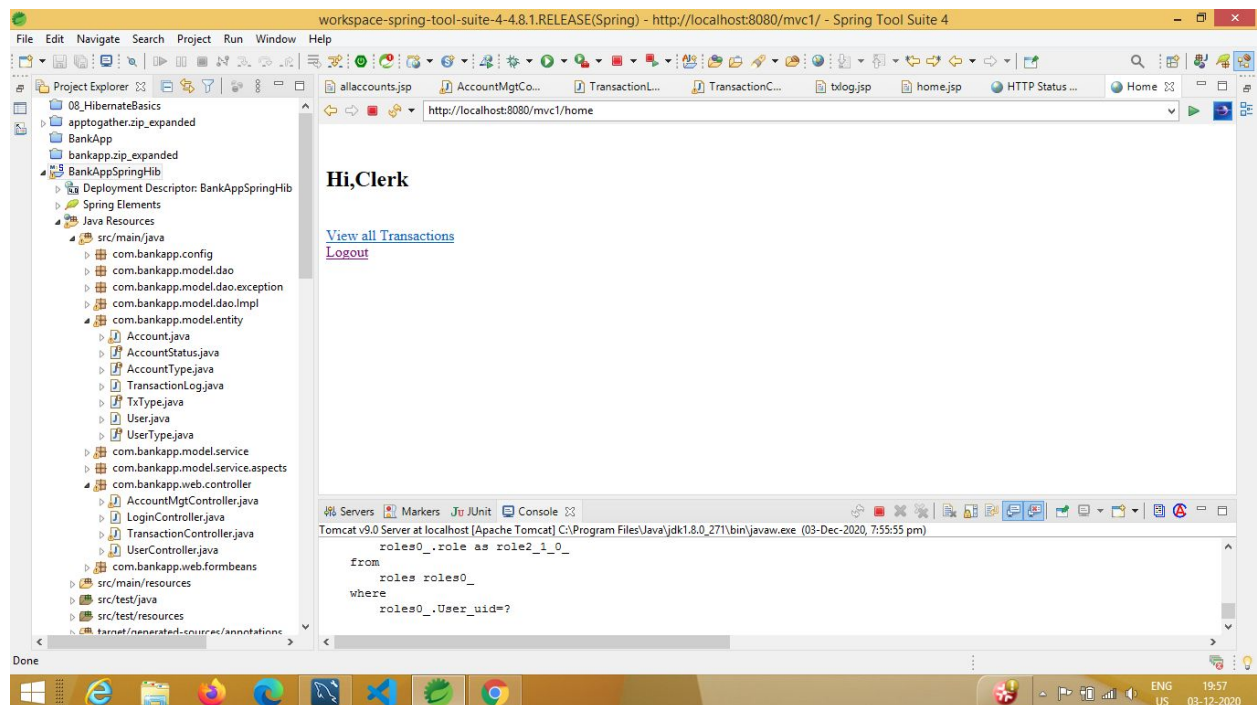 workspace-spring-tool-suite-4-4.8.1.RELEASE(Spring) - http://localhost:8080/mvc1/ - Spring Tool Suite 4
File Edit Navigate Search Project Run Window Help
Project Explorer
allaccounts.jsp AccountMgtCo... TransactionL... TransactionC... txlog.jsp home.jsp HTTP Status ... Home
http://localhost:8080/mvc1/home
08_HibernateBasics
apptogather.zip_expanded
BankApp
bankapp.zip_expanded
BankAppSpringHib
Deployment Descriptor: BankAppSpringHib
Spring Elements
Java Resources
src/main/java
com.bankapp.config
com.bankapp.model.dao
com.bankapp.model.dao.exception
com.bankapp.model.dao.Impl
com.bankapp.model.entity
Account.java
AccountStatus.java
AccountType.java
TransactionLog.java
TxType.java
User.java
UserType.java
com.bankapp.model.service
com.bankapp.model.service.aspects
com.bankapp.web.controller
AccountMgtController.java
LoginController.java
TransactionController.java
UserController.java
com.bankapp.web.formbeans
src/main/resources
src/test/java
src/test/resources
target/generated-sources/annotations
Hi,Clerk
View all Transactions
Logout
Servers Markers JUnit Console
Tomcat v9.0 Server at localhost [Apache Tomcat] C:\Program Files\Java\jdk1.8.0_271\bin\javaw.exe (03-Dec-2020, 7:55:55 pm)
roles0_.role as role2_1_0_
from
roles roles0_
where
roles0_.User_uid=?
Done
ENG 19:57
US 03-12-2020